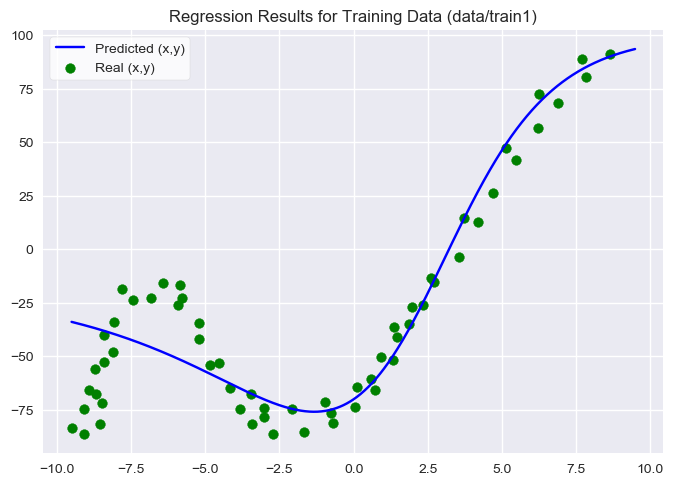 Regression Results for Training Data (data/train1)
Predicted (x,y)
Real (x,y)
100
75
50
25
0
−25
−50
−75
−10.0 −7.5 −5.0 −2.5 0.0 2.5 5.0 7.5 10.0